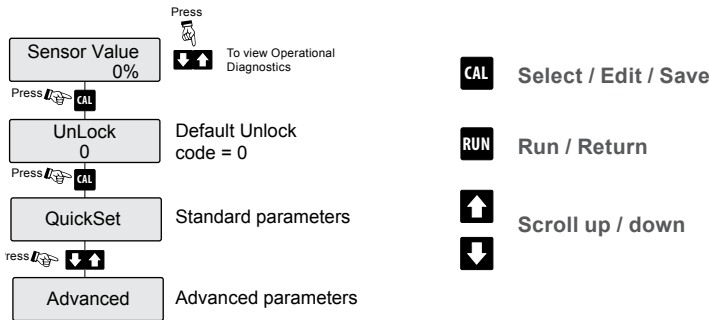 Press
Sensor Value
0%
To view Operational
Diagnostics
Press CAL
UnLock
0
Default Unlock
code = 0
Press CAL
QuickSet
Standard parameters
ress
Advanced
Advanced parameters
CAL Select / Edit / Save
RUN Run / Return
Scroll up / down